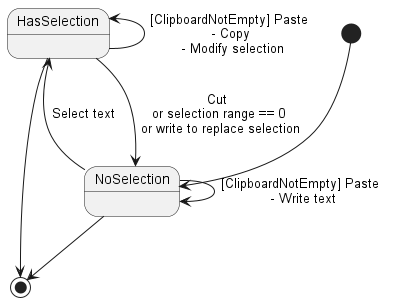 HasSelection
[ClipboardNotEmpty] Paste
- Copy
- Modify selection
Select text
Cut
or selection range == 0
or write to replace selection
NoSelection
[ClipboardNotEmpty] Paste
- Write text